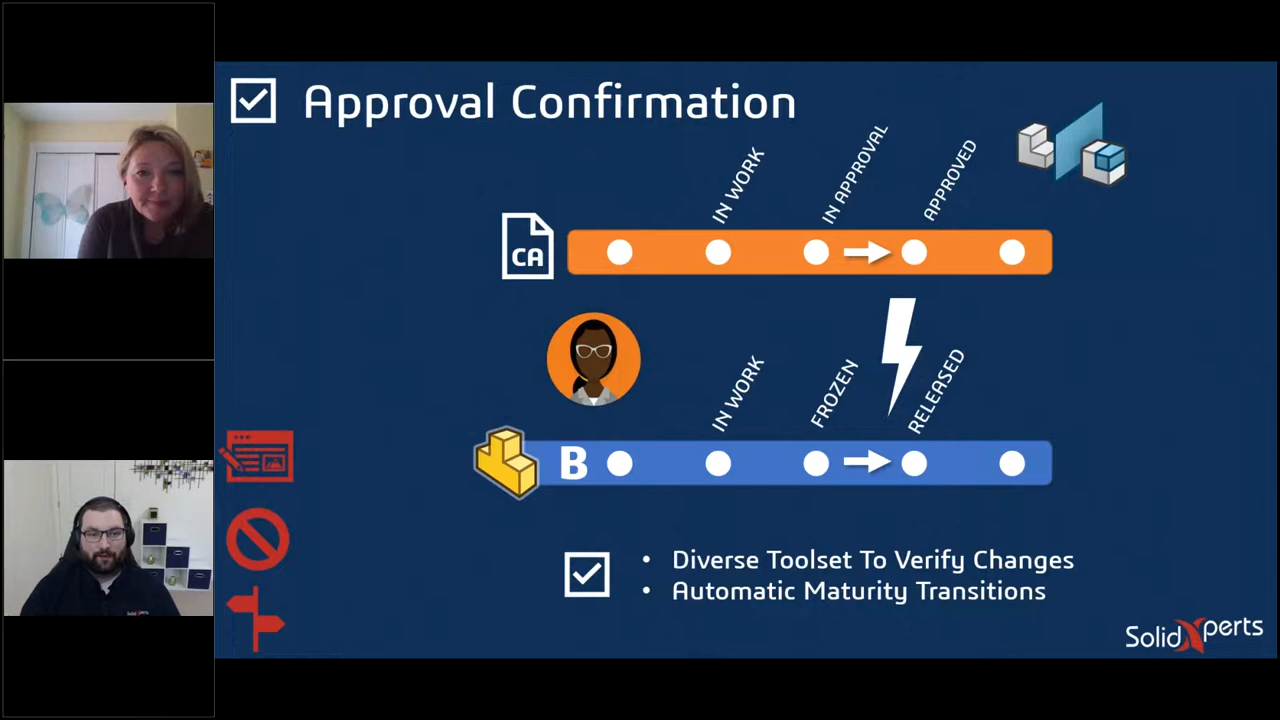 Approval Confirmation
IN WORK
IN APPROVAL
APPROVED
CA
IN WORK
FROZEN
RELEASED
B
• Diverse Toolset To Verify Changes
• Automatic Maturity Transitions
SolidXperts